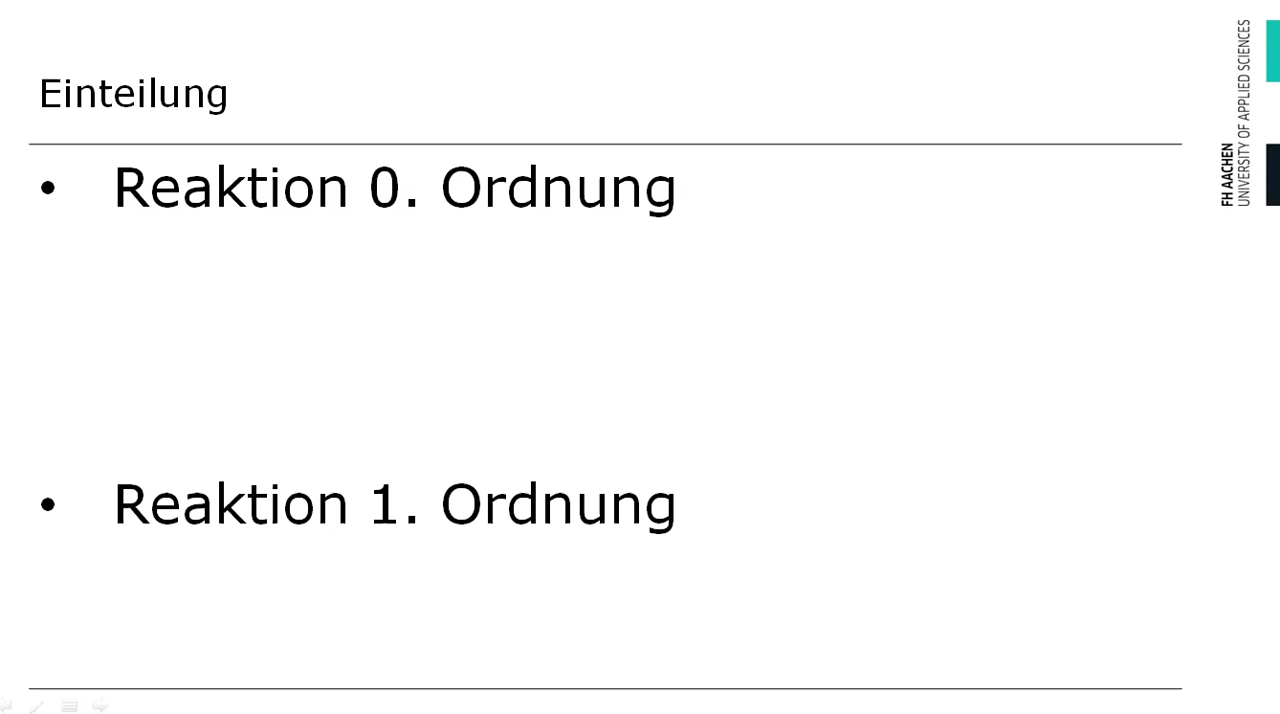 Einteilung
• Reaktion 0. Ordnung
• Reaktion 1. Ordnung
FH AACHEN
UNIVERSITY OF APPLIED SCIENCES